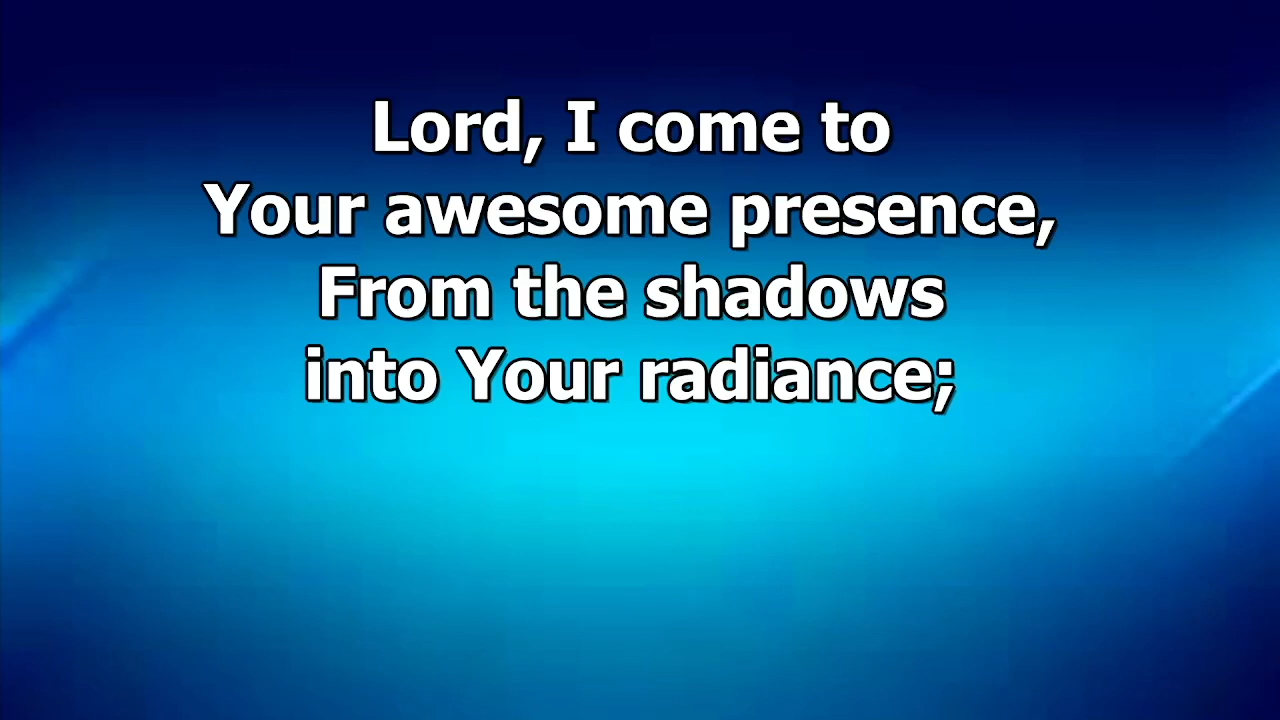 Lord, I come to
Your awesome presence,
From the shadows
into Your radiance;